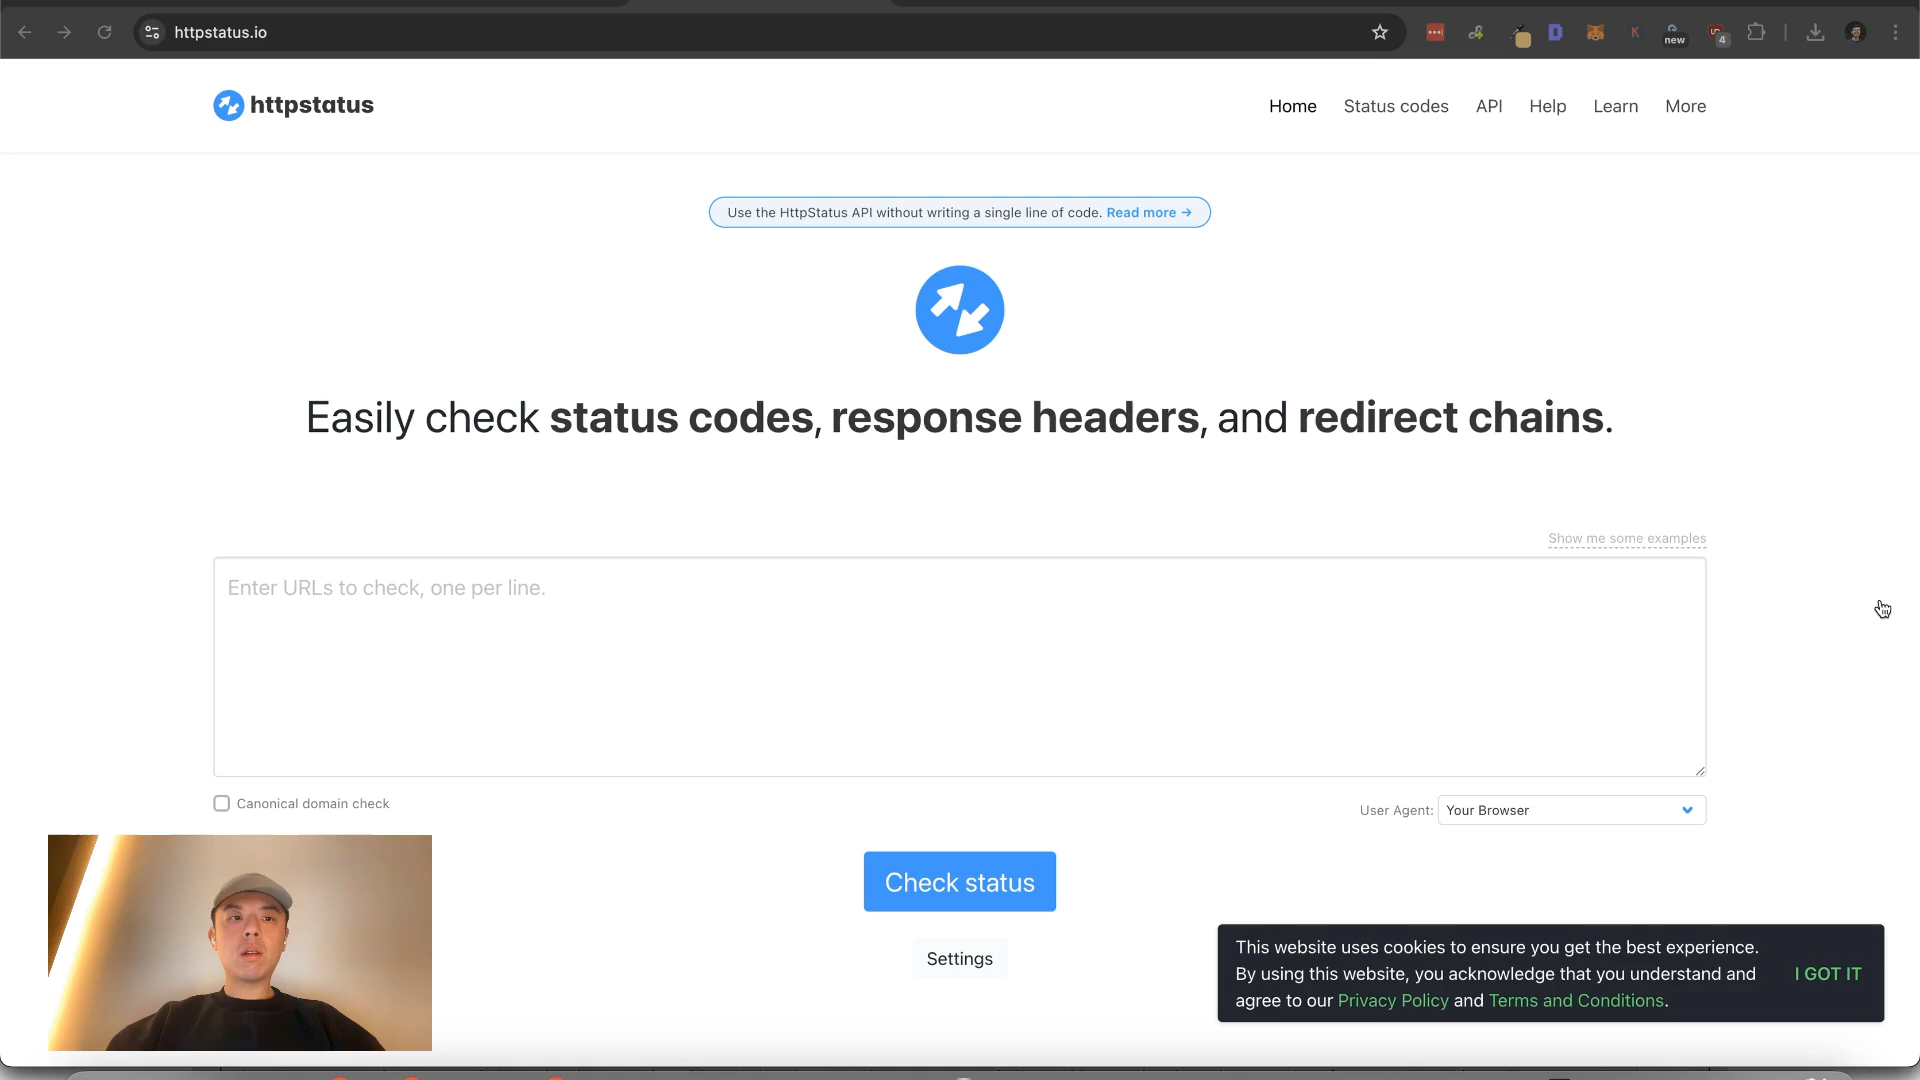 httpstatus.io
new
4
httpstatus
Home
Status codes
API
Help
Learn
More
Use the HttpStatus API without writing a single line of code. Read more →
Easily check status codes, response headers, and redirect chains.
Show me some examples
Enter URLs to check, one per line.
Canonical domain check
User Agent:
Your Browser
Check status
Settings
This website uses cookies to ensure you get the best experience.
By using this website, you acknowledge that you understand and
agree to our Privacy Policy and Terms and Conditions.
I GOT IT